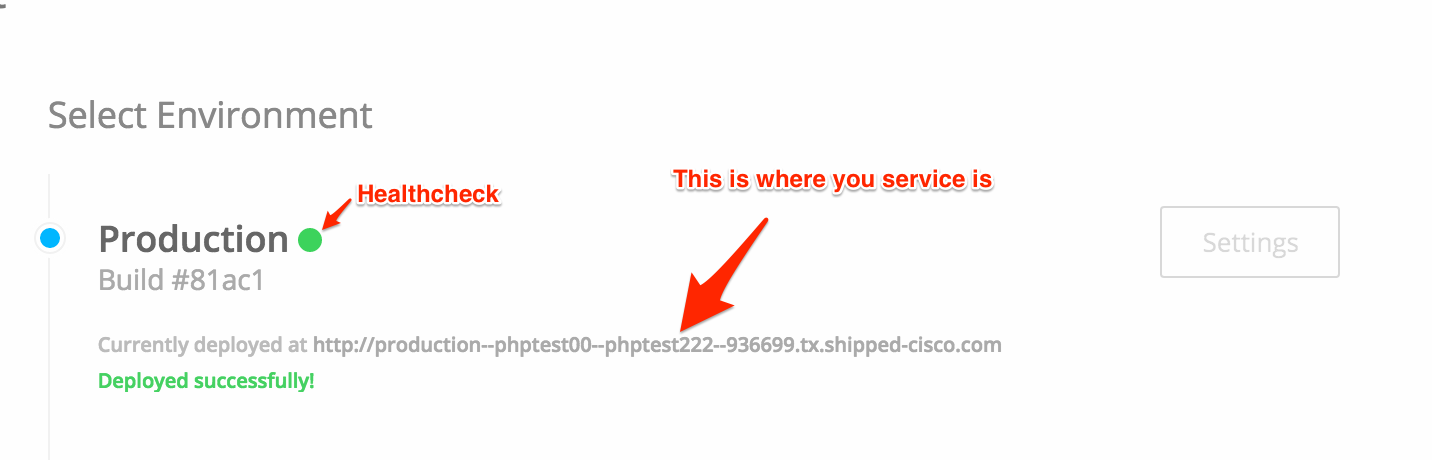 Select Environment
This is where you service is
Healthcheck
Production
Settings
Build #81ac1
Currently deployed at http://production--phptest00--phptest222--936699.tx.shipped-cisco.com
Deployed successfully!